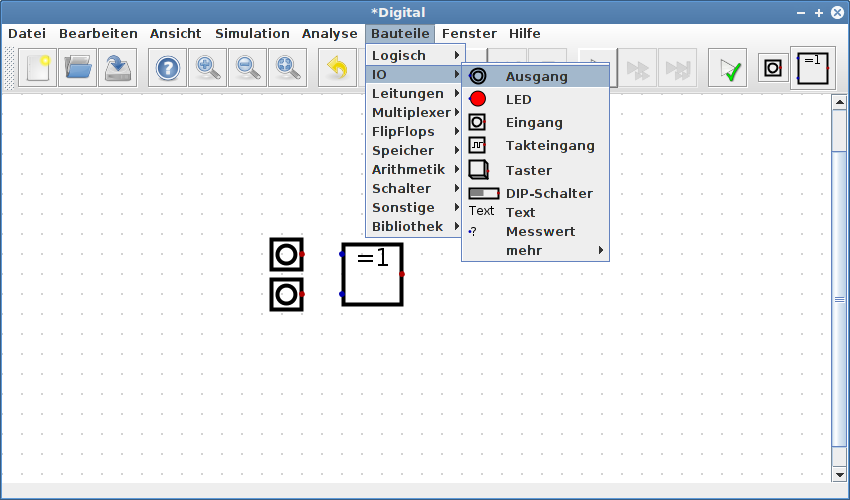 *Digital
Datei Bearbeiten Ansicht Simulation Analyse Bauteile Fenster Hilfe
=1
Logisch
IO
Leitungen
Multiplexer
FlipFlops
Speicher
Arithmetik
Schalter
Sonstige
Bibliothek
Ausgang
LED
Eingang
Takteingang
Taster
DIP-Schalter
Text Text
? Messwert
mehr
=1